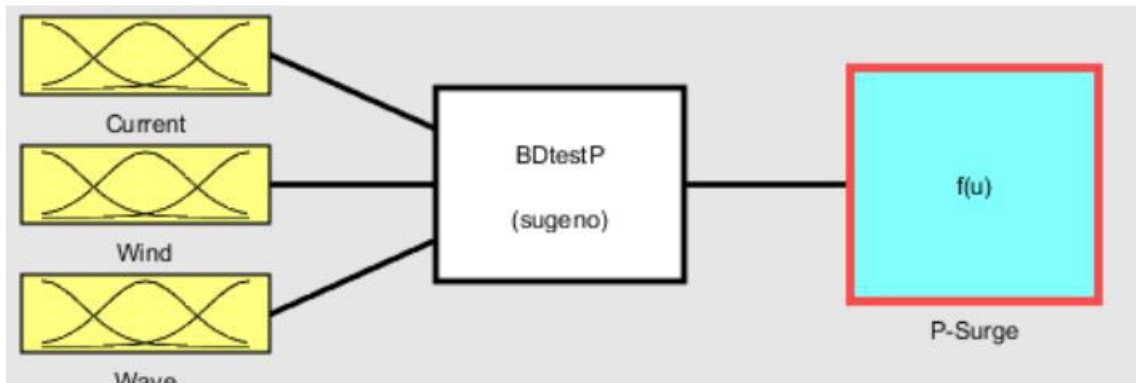 Current
Wind
Wave
BDtestP
(sugeno)
f(u)
P-Surge